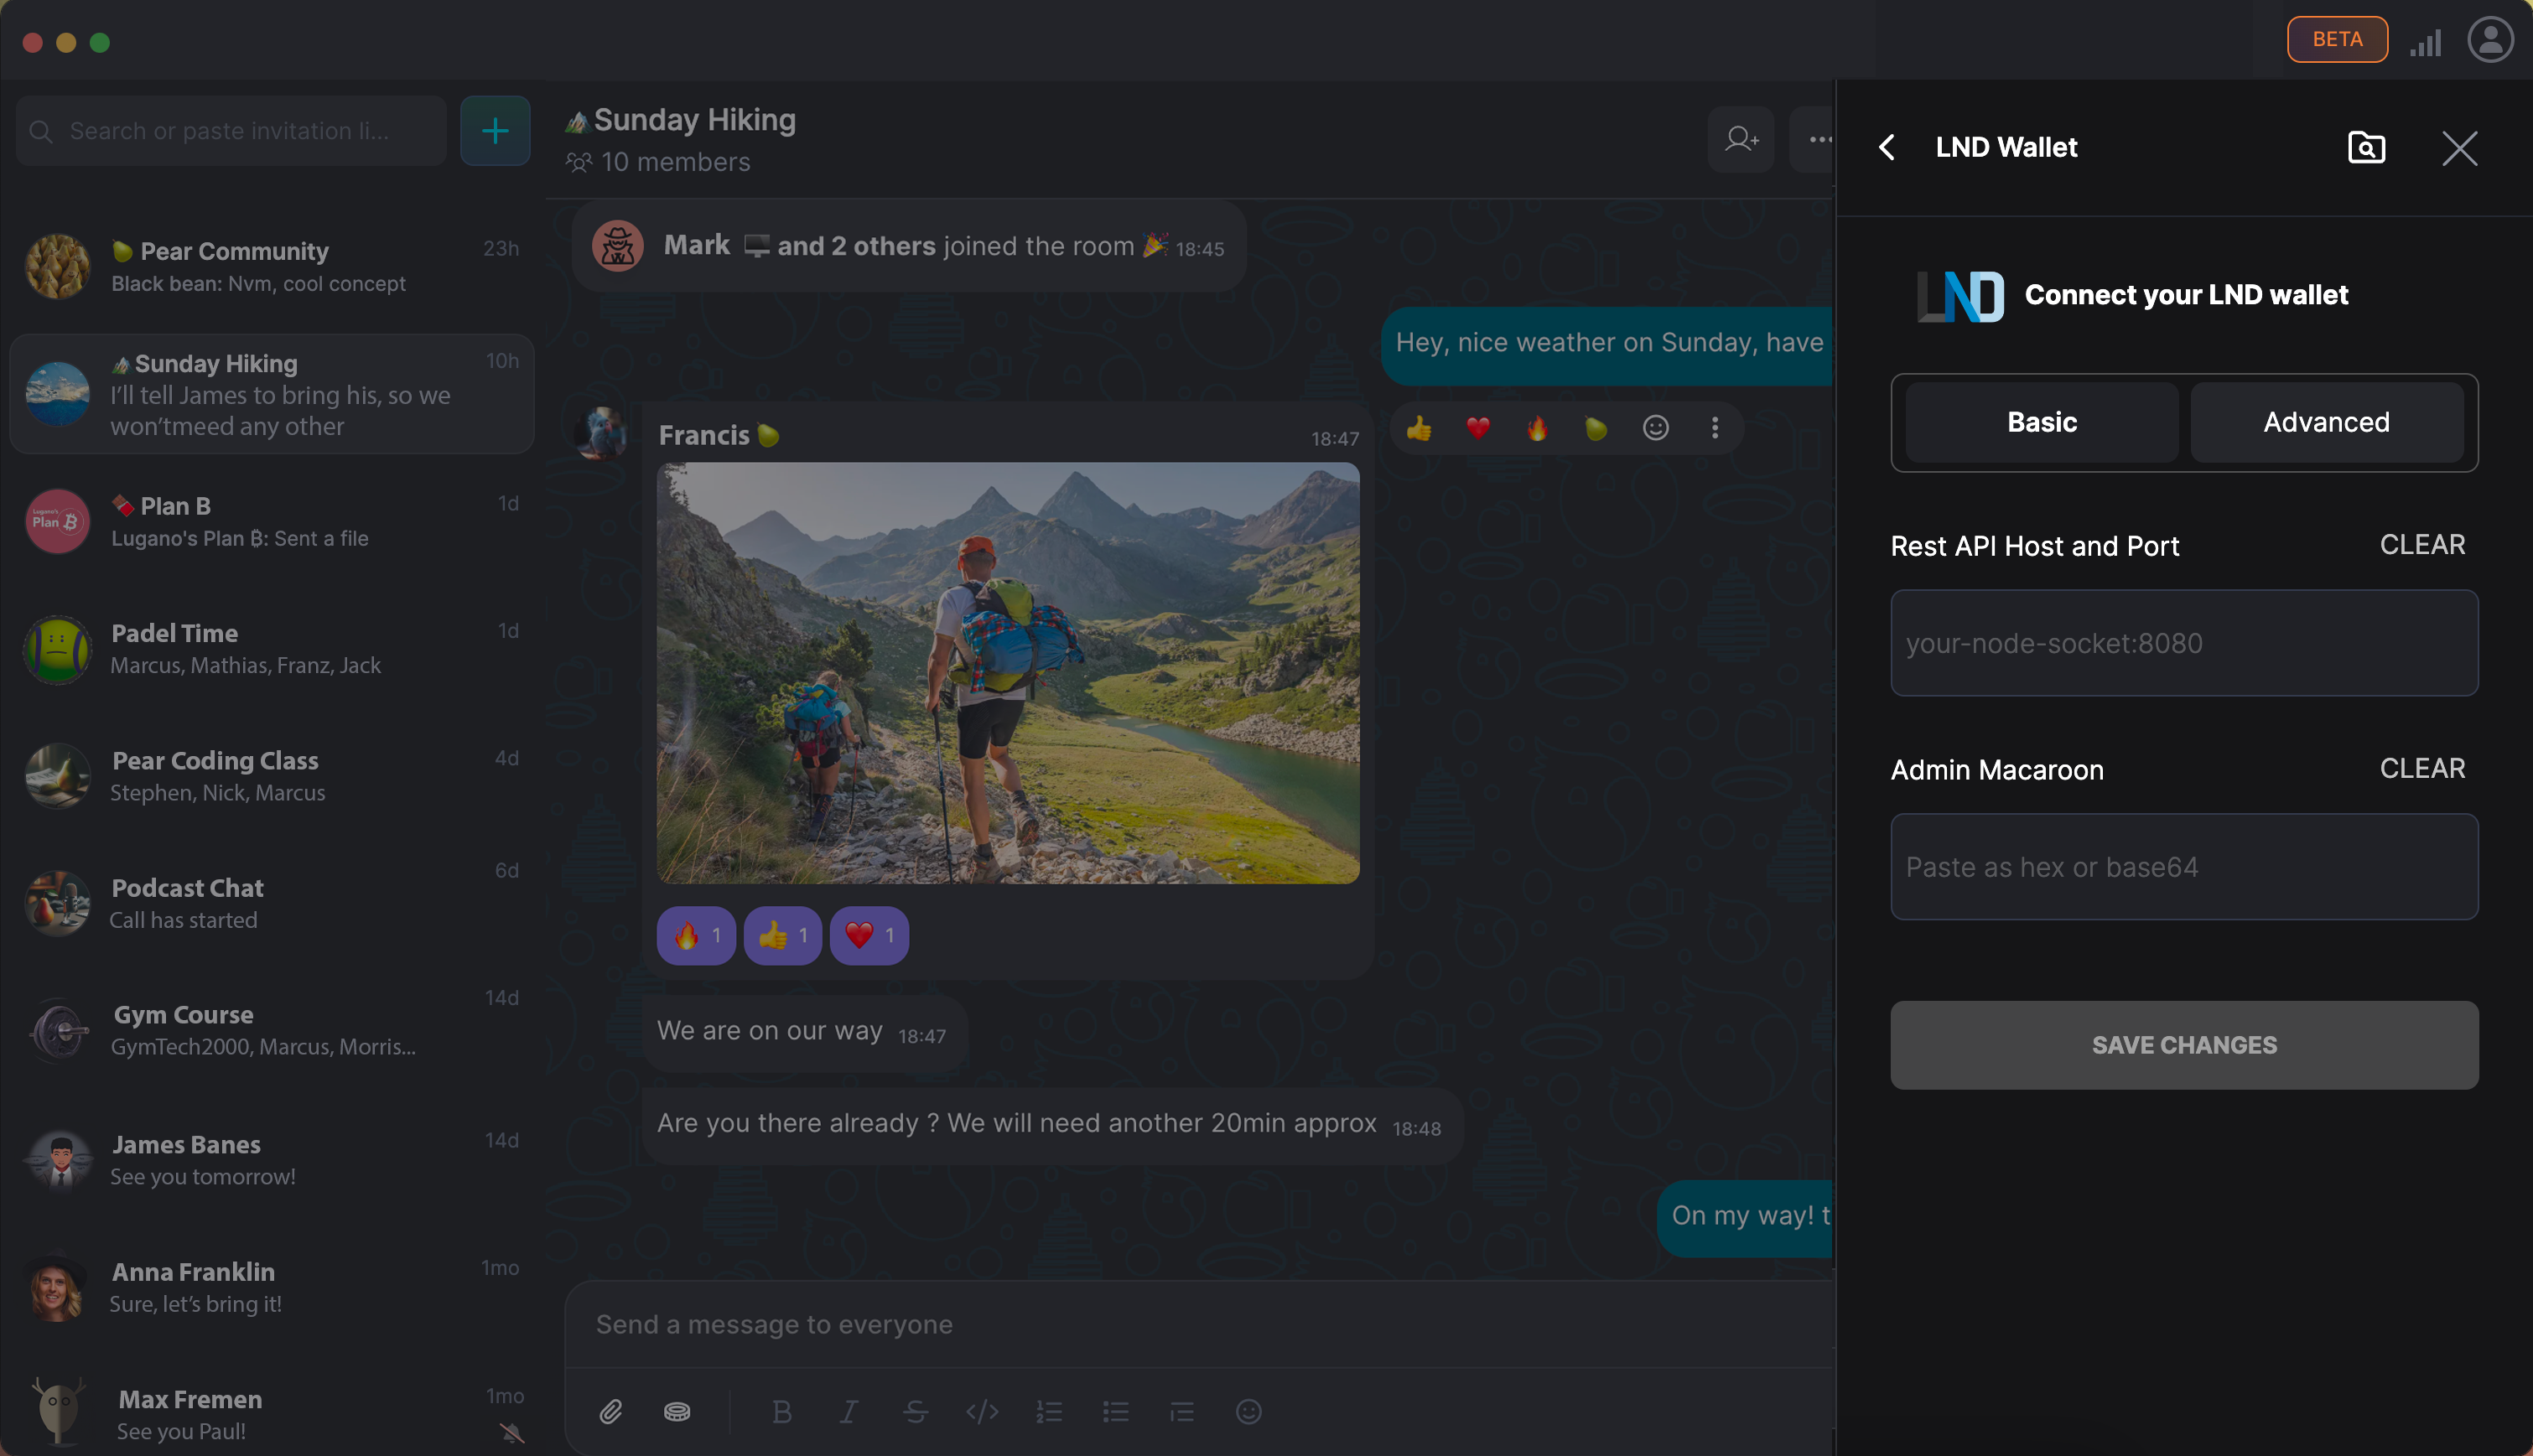 BETA
Search or paste invitation li...
Pear Community
23h
Black bean: Nvm, cool concept
Sunday Hiking
10h
I'll tell James to bring his, so we
won'tmeed any other
Lugano's
Plan ₿
Plan B
1d
Lugano's Plan ₿: Sent a file
Padel Time
1d
Marcus, Mathias, Franz, Jack
Pear Coding Class
4d
Stephen, Nick, Marcus
Podcast Chat
6d
Call has started
Gym Course
14d
GymTech2000, Marcus, Morris...
James Banes
14d
See you tomorrow!
Anna Franklin
1mo
Sure, let's bring it!
Max Fremen
1mo
See you Paul!
Sunday Hiking
10 members
Mark and 2 others joined the room 18:45
Hey, nice weather on Sunday, have
Francis
18:47
1 1 1
We are on our way 18:47
Are you there already ? We will need another 20min approx 18:48
On my way! t
Send a message to everyone
LND Wallet
LND Connect your LND wallet
Basic
Advanced
Rest API Host and Port
CLEAR
your-node-socket:8080
Admin Macaroon
CLEAR
Paste as hex or base64
SAVE CHANGES